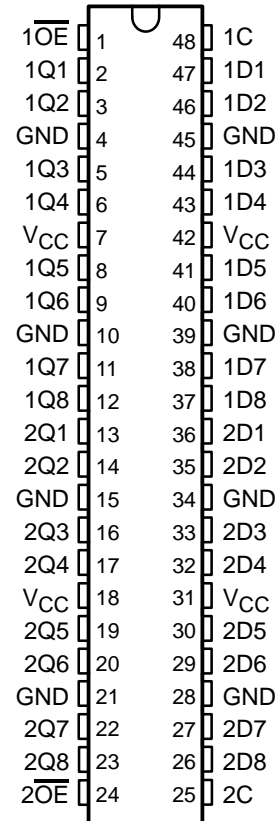 1O̅E̅ 1 48 1C
1Q1 2 47 1D1
1Q2 3 46 1D2
GND 4 45 GND
1Q3 5 44 1D3
1Q4 6 43 1D4
VCC 7 42 VCC
1Q5 8 41 1D5
1Q6 9 40 1D6
GND 10 39 GND
1Q7 11 38 1D7
1Q8 12 37 1D8
2Q1 13 36 2D1
2Q2 14 35 2D2
GND 15 34 GND
2Q3 16 33 2D3
2Q4 17 32 2D4
VCC 18 31 VCC
2Q5 19 30 2D5
2Q6 20 29 2D6
GND 21 28 GND
2Q7 22 27 2D7
2Q8 23 26 2D8
2O̅E̅ 24 25 2C